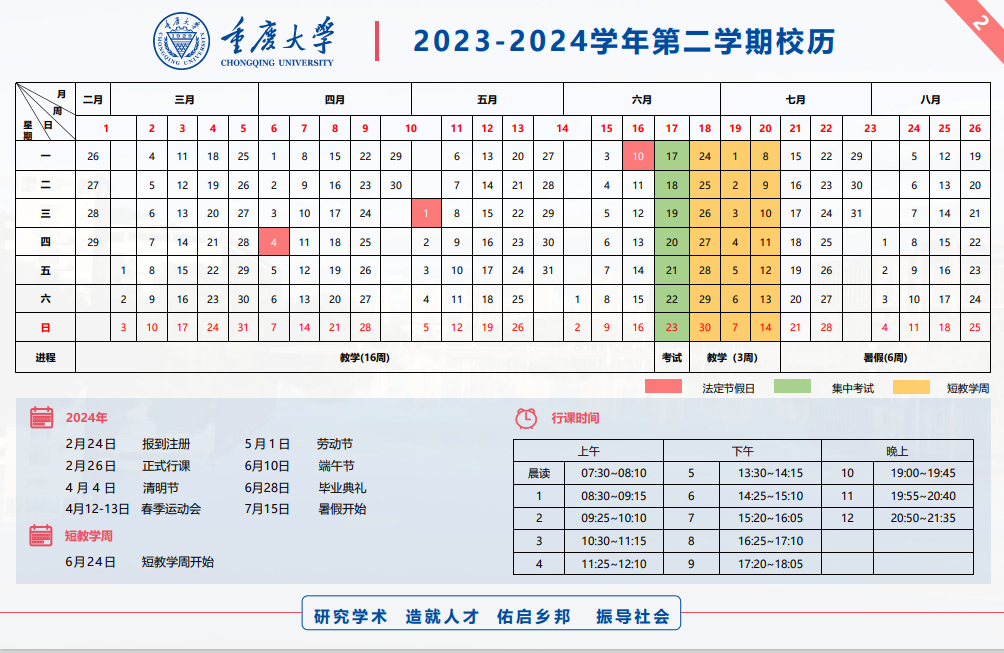 重庆大学
CHONGQING UNIVERSITY
2023-2024学年第二学期校历
2
月 周 日 星期 二月 三月 四月 五月 六月 七月 八月
1 2 3 4 5 6 7 8 9 10 11 12 13 14 15 16 17 18 19 20 21 22 23 24 25 26
一 26 4 11 18 25 1 8 15 22 29 6 13 20 27 3 10 17 24 1 8 15 22 29 5 12 19
二 27 5 12 19 26 2 9 16 23 30 7 14 21 28 4 11 18 25 2 9 16 23 30 6 13 20
三 28 6 13 20 27 3 10 17 24 1 8 15 22 29 5 12 19 26 3 10 17 24 31 7 14 21
四 29 7 14 21 28 4 11 18 25 2 9 16 23 30 6 13 20 27 4 11 18 25 1 8 15 22
五 1 8 15 22 29 5 12 19 26 3 10 17 24 31 7 14 21 28 5 12 19 26 2 9 16 23
六 2 9 16 23 30 6 13 20 27 4 11 18 25 1 8 15 22 29 6 13 20 27 3 10 17 24
日 3 10 17 24 31 7 14 21 28 5 12 19 26 2 9 16 23 30 7 14 21 28 4 11 18 25
进程 教学(16周) 考试 教学（3周） 暑假(6周)
法定节假日 集中考试 短教学周
2024年
2月24日 报到注册 5月1日 劳动节
2月26日 正式行课 6月10日 端午节
4月4日 清明节 6月28日 毕业典礼
4月12-13日 春季运动会 7月15日 暑假开始
短教学周
6月24日 短教学周开始
行课时间
上午 下午 晚上
晨读 07:30~08:10 5 13:30~14:15 10 19:00~19:45
1 08:30~09:15 6 14:25~15:10 11 19:55~20:40
2 09:25~10:10 7 15:20~16:05 12 20:50~21:35
3 10:30~11:15 8 16:25~17:10
4 11:25~12:10 9 17:20~18:05
研究学术 造就人才 佑启乡邦 振导社会